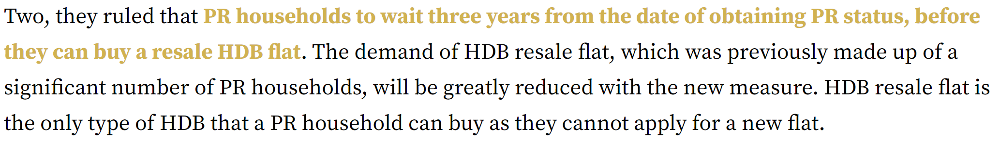 Two, they ruled that PR households to wait three years from the date of obtaining PR status, before
they can buy a resale HDB flat. The demand of HDB resale flat, which was previously made up of a
significant number of PR households, will be greatly reduced with the new measure. HDB resale flat is
the only type of HDB that a PR household can buy as they cannot apply for a new flat.